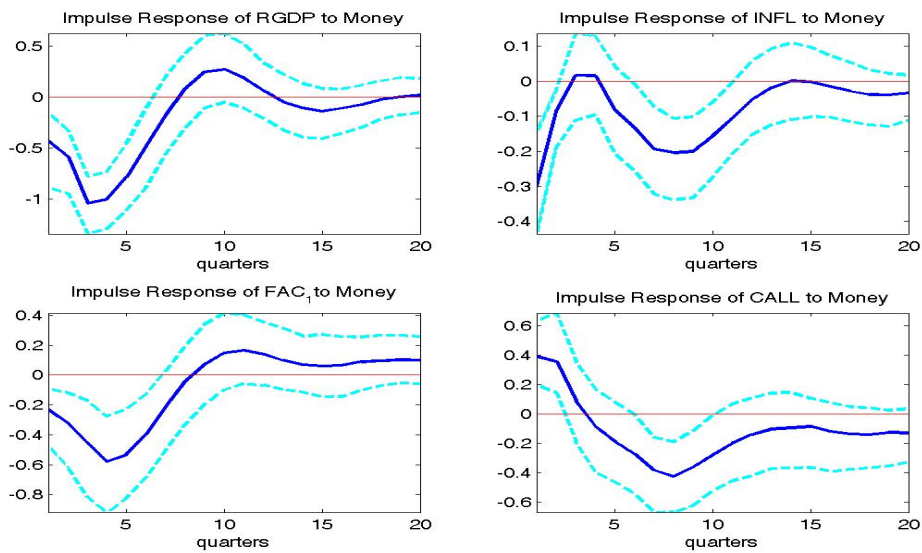 Impulse Response of RGDP to Money
0.5
0
-0.5
-1
5 10 15 20
quarters
Impulse Response of INFL to Money
0.1
0
-0.1
-0.2
-0.3
-0.4
5 10 15 20
quarters
Impulse Response of FAC1 to Money
0.4
0.2
0
-0.2
-0.4
-0.6
-0.8
5 10 15 20
quarters
Impulse Response of CALL to Money
0.6
0.4
0.2
0
-0.2
-0.4
-0.6
5 10 15 20
quarters